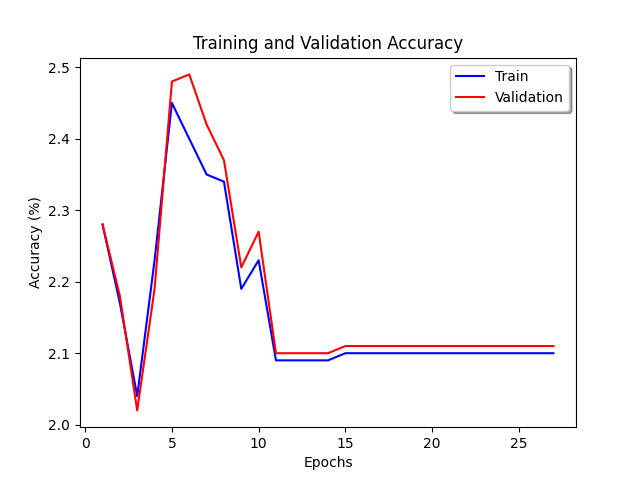 Training and Validation Accuracy
Train
Validation
2.5
2.4
2.3
2.2
2.1
2.0
Accuracy (%)
0 5 10 15 20 25
Epochs